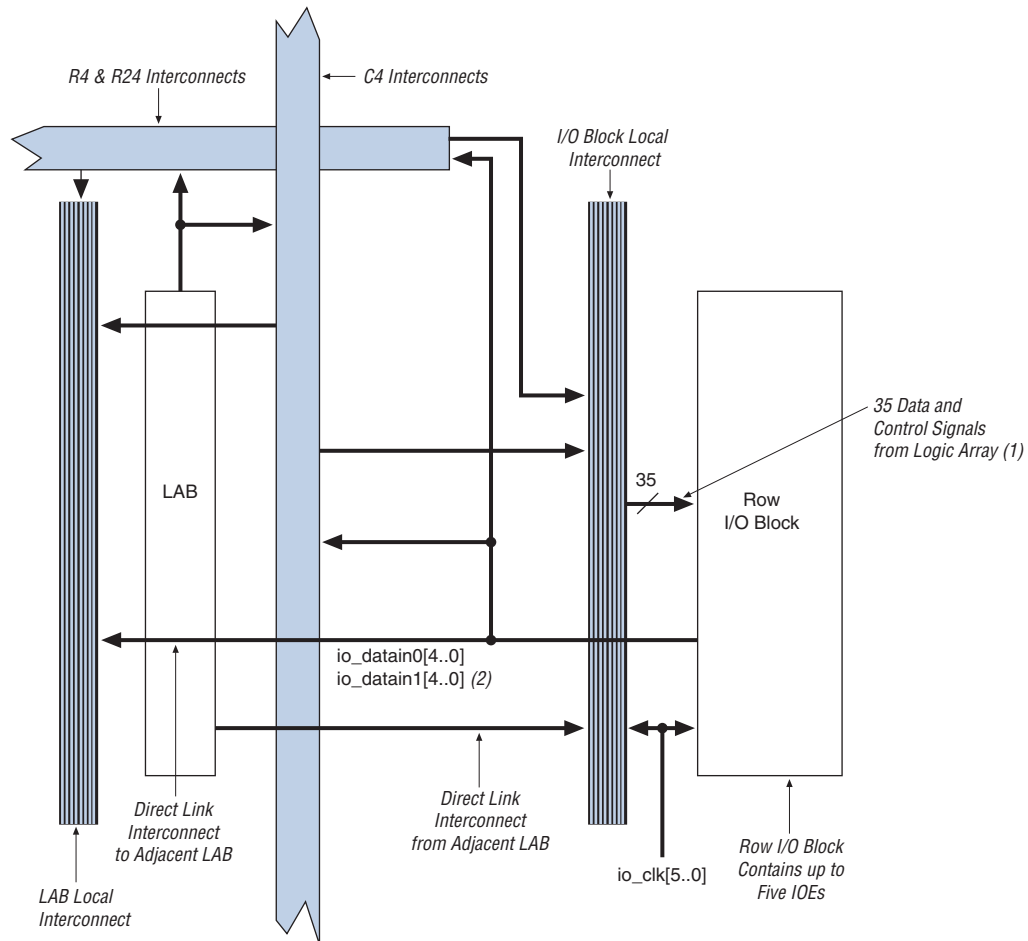 R4 & R24 Interconnects
C4 Interconnects
I/O Block Local
Interconnect
35 Data and
Control Signals
from Logic Array (1)
35
LAB
Row
I/O Block
io_datain0[4..0]
io_datain1[4..0] (2)
Direct Link
Interconnect
to Adjacent LAB
Direct Link
Interconnect
from Adjacent LAB
Row I/O Block
Contains up to
Five IOEs
io_clk[5..0]
LAB Local
Interconnect